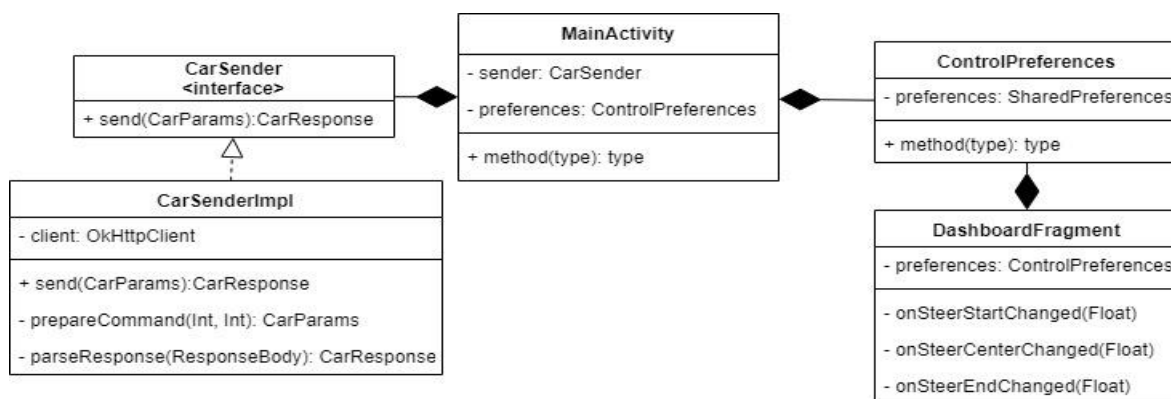 CarSender
<interface>
+ send(CarParams):CarResponse
CarSenderImpl
- client: OkHttpClient
+ send(CarParams):CarResponse
- prepareCommand(Int, Int): CarParams
- parseResponse(ResponseBody): CarResponse
MainActivity
- sender: CarSender
- preferences: ControlPreferences
+ method(type): type
ControlPreferences
- preferences: SharedPreferences
+ method(type): type
DashboardFragment
- preferences: ControlPreferences
- onSteerStartChanged(Float)
- onSteerCenterChanged(Float)
- onSteerEndChanged(Float)